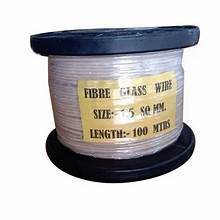 FIBRE GLASS WIRE
SIZE:- 1.5 SQ MM.
LENGTH:- 100 MTRS